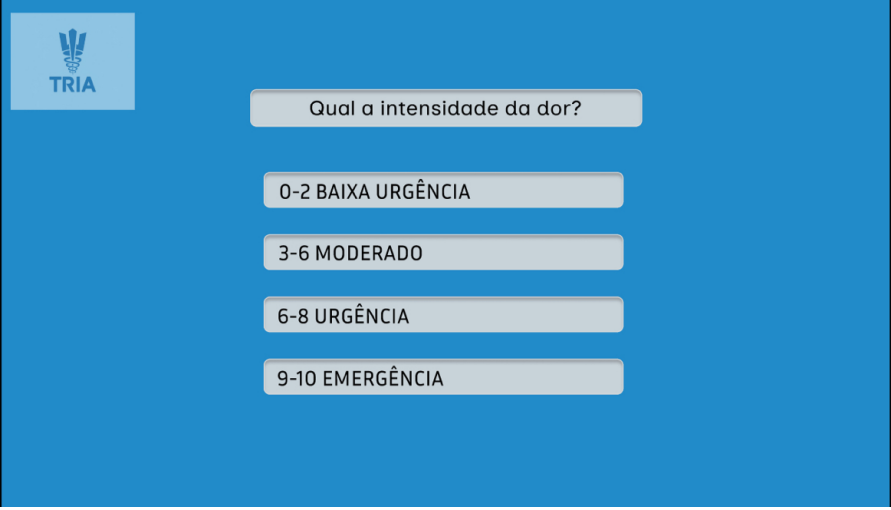 TRIA
Qual a intensidade da dor?
0-2 BAIXA URGÊNCIA
3-6 MODERADO
6-8 URGÊNCIA
9-10 EMERGÊNCIA